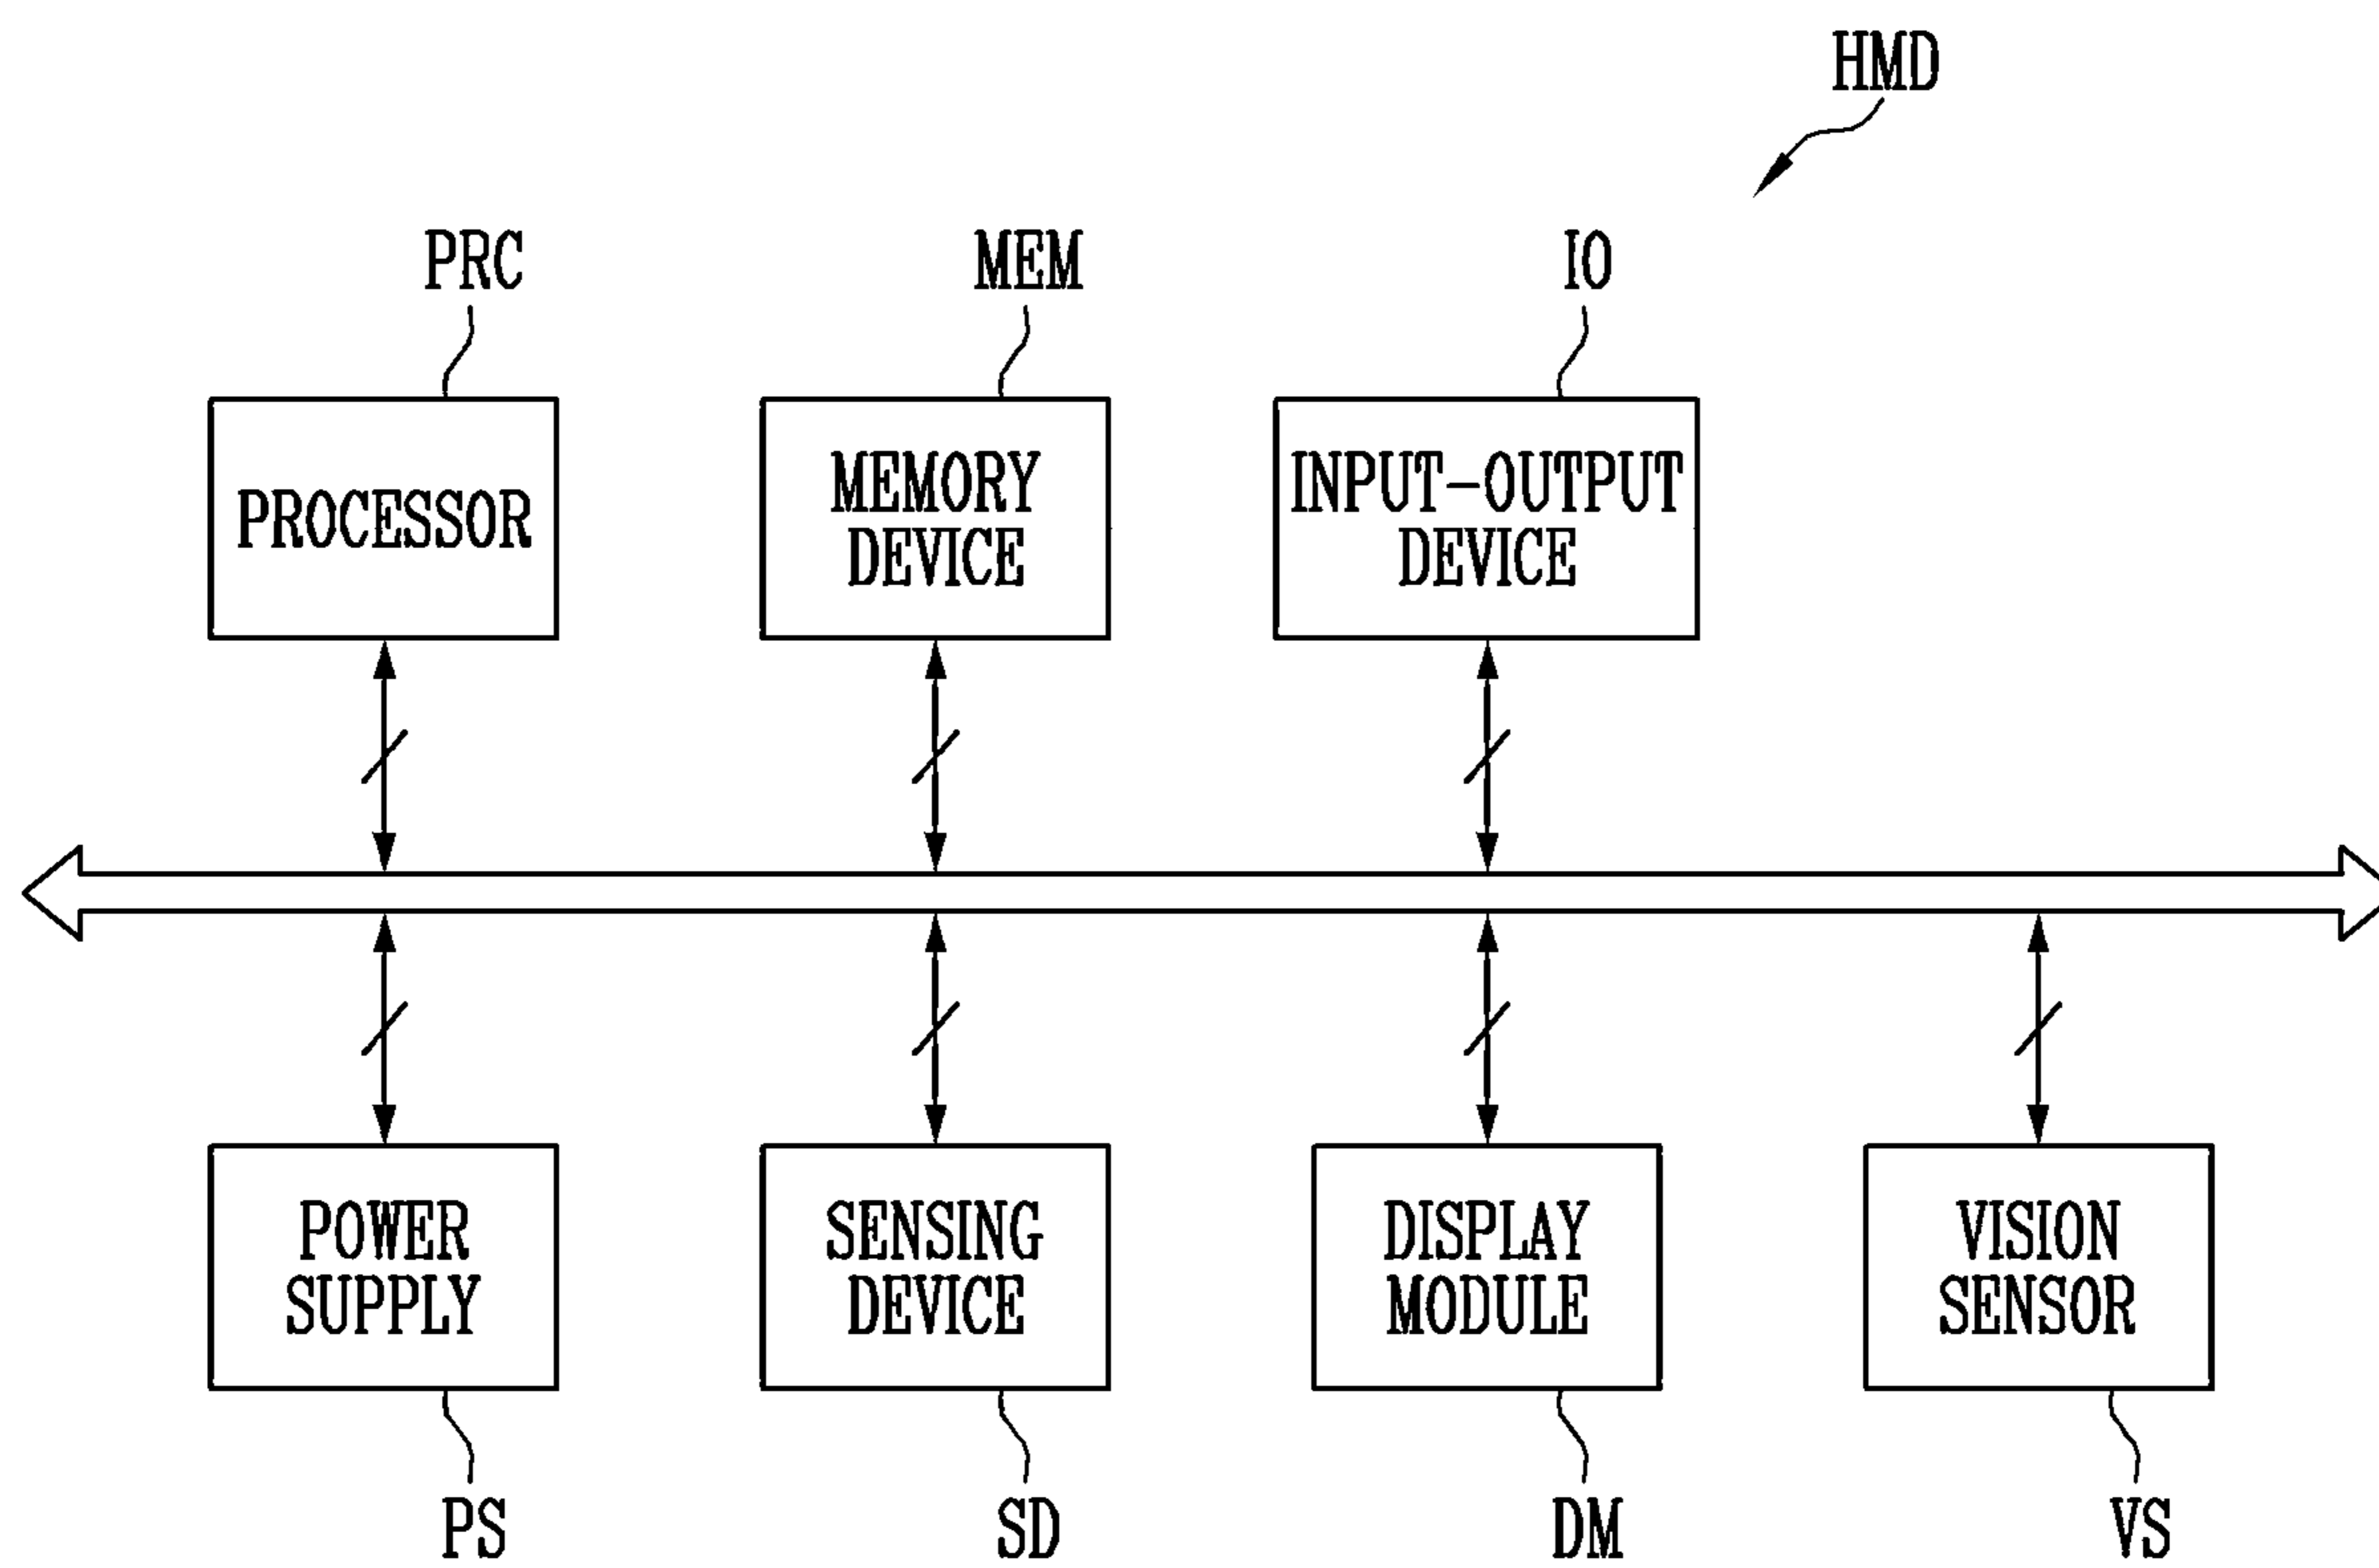 HMD
PRC
MEM
IO
PROCESSOR
MEMORY
DEVICE
INPUT-OUTPUT
DEVICE
POWER
SUPPLY
SENSING
DEVICE
DISPLAY
MODULE
VISION
SENSOR
PS
SD
DM
VS